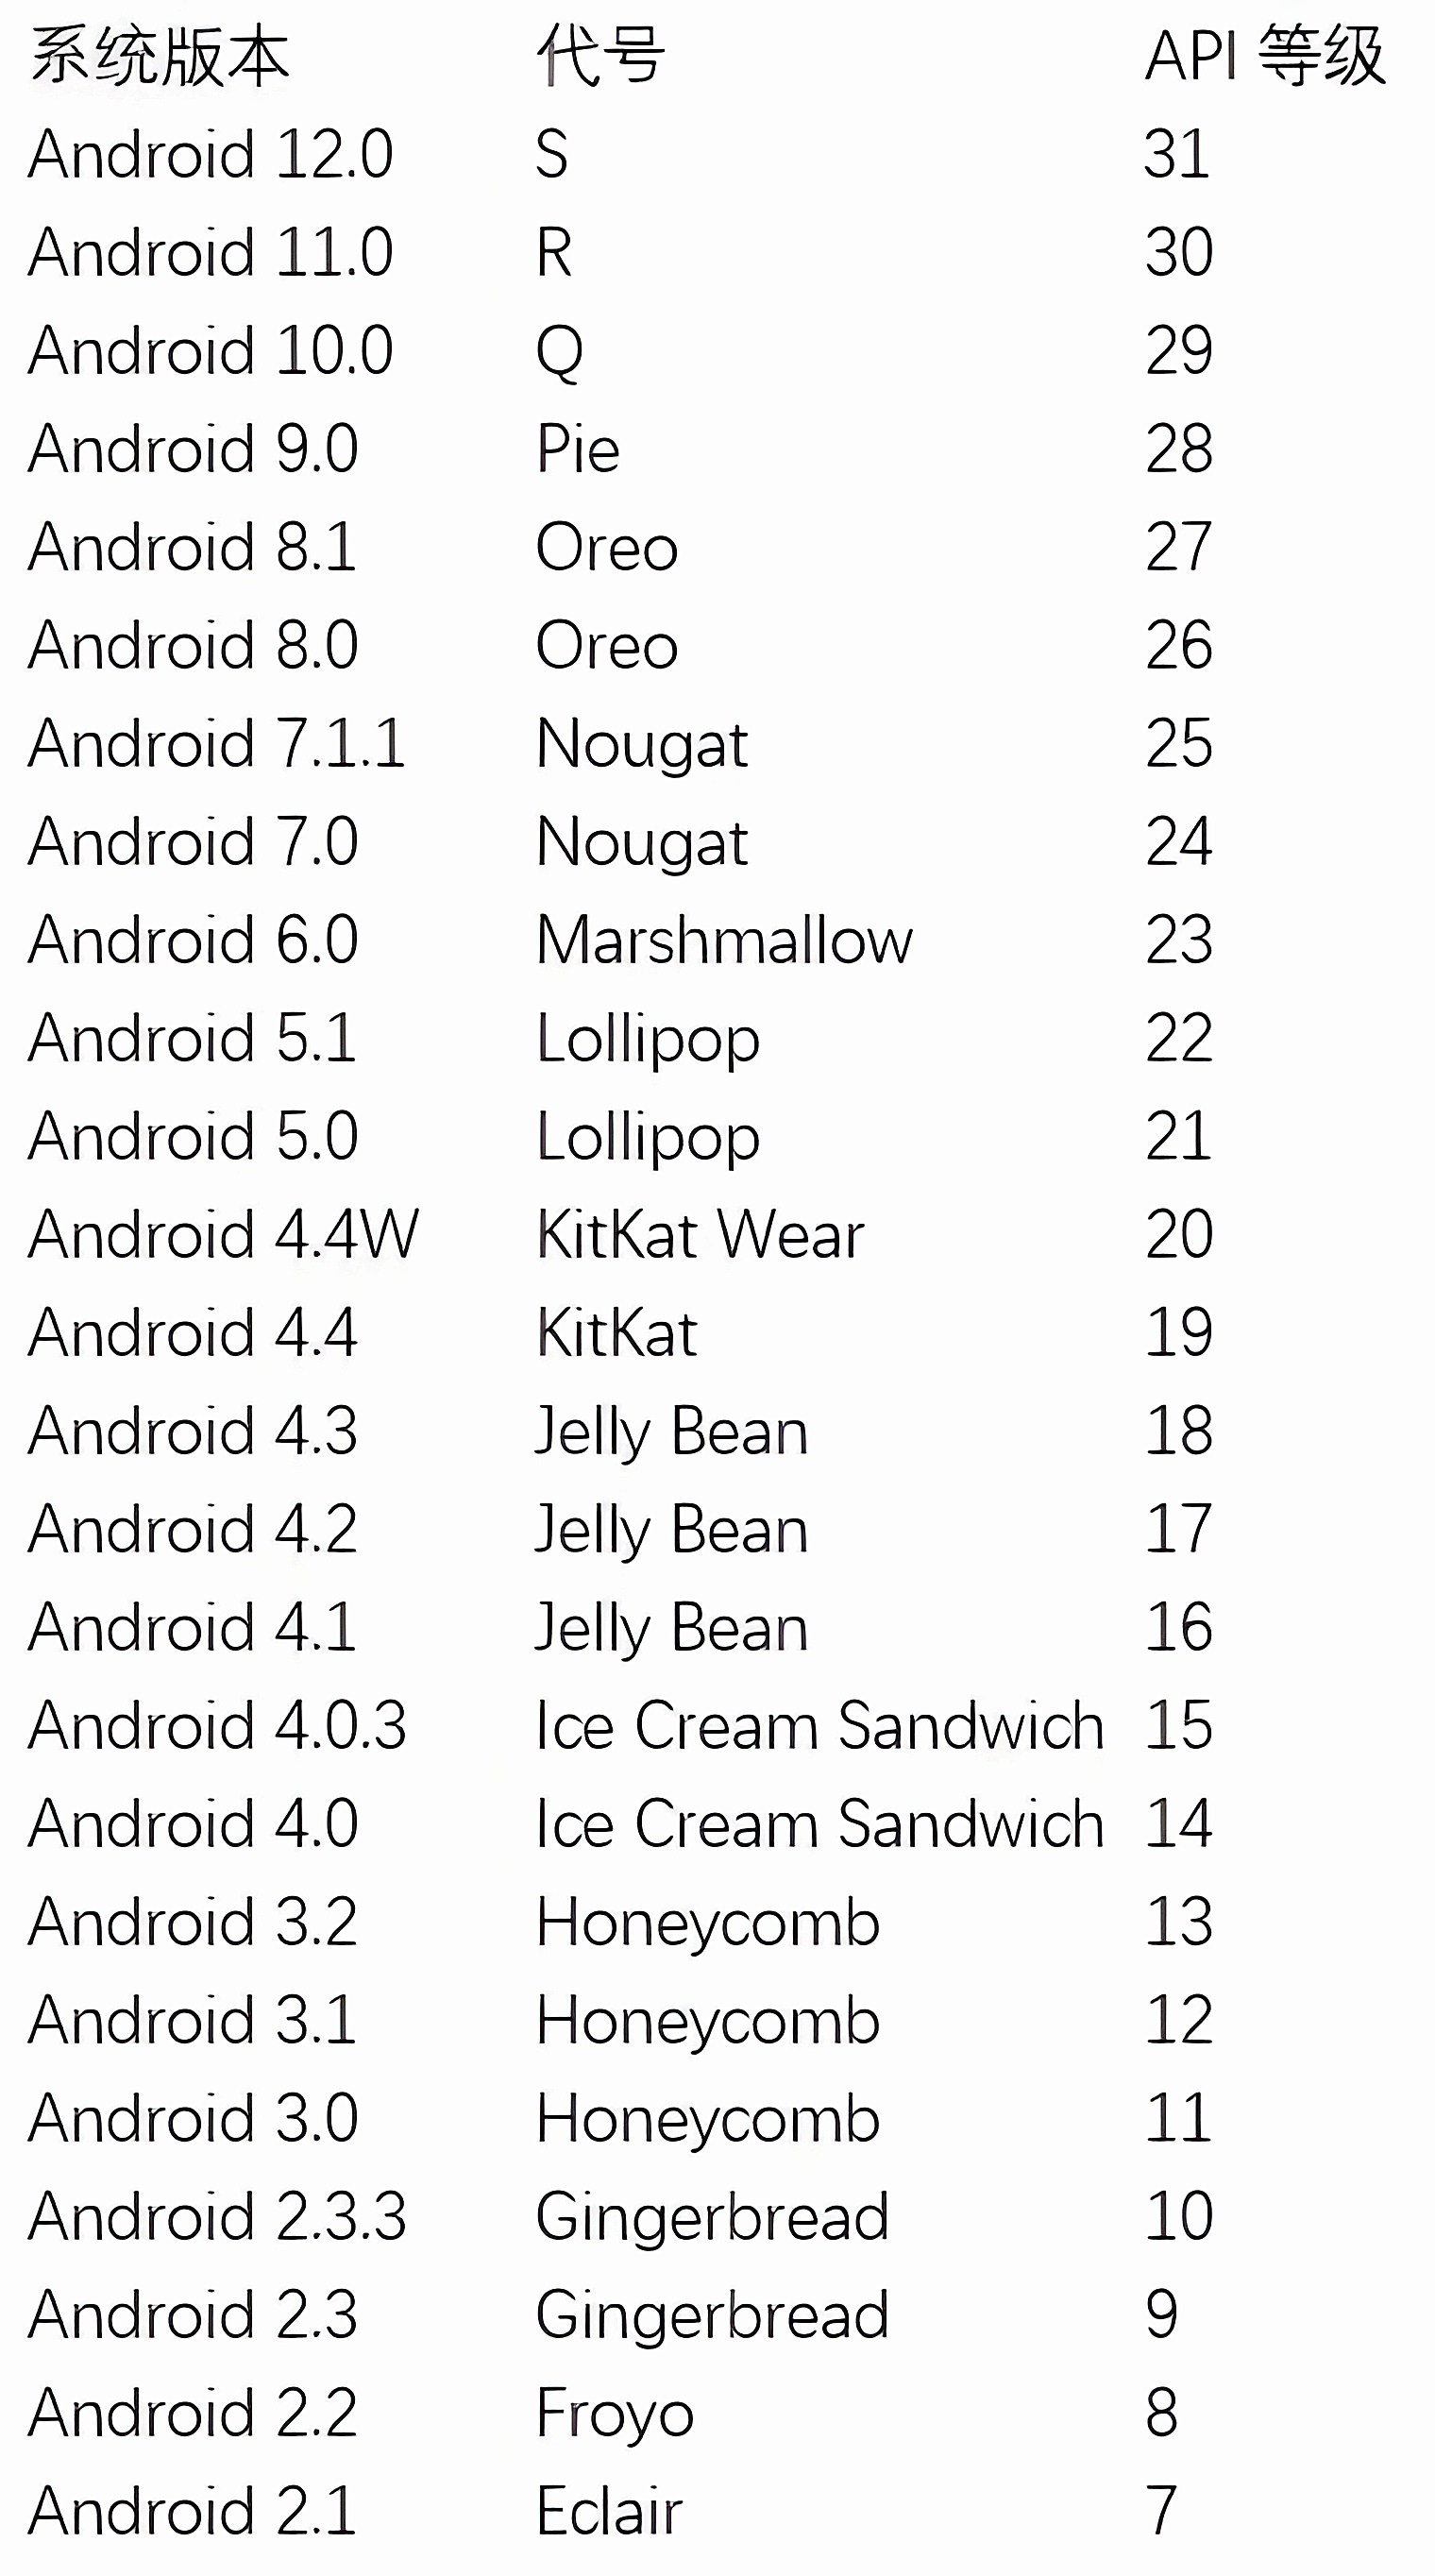 系统版本 代号 API 等级
Android 12.0 S 31
Android 11.0 R 30
Android 10.0 Q 29
Android 9.0 Pie 28
Android 8.1 Oreo 27
Android 8.0 Oreo 26
Android 7.1.1 Nougat 25
Android 7.0 Nougat 24
Android 6.0 Marshmallow 23
Android 5.1 Lollipop 22
Android 5.0 Lollipop 21
Android 4.4W KitKat Wear 20
Android 4.4 KitKat 19
Android 4.3 Jelly Bean 18
Android 4.2 Jelly Bean 17
Android 4.1 Jelly Bean 16
Android 4.0.3 Ice Cream Sandwich 15
Android 4.0 Ice Cream Sandwich 14
Android 3.2 Honeycomb 13
Android 3.1 Honeycomb 12
Android 3.0 Honeycomb 11
Android 2.3.3 Gingerbread 10
Android 2.3 Gingerbread 9
Android 2.2 Froyo 8
Android 2.1 Eclair 7